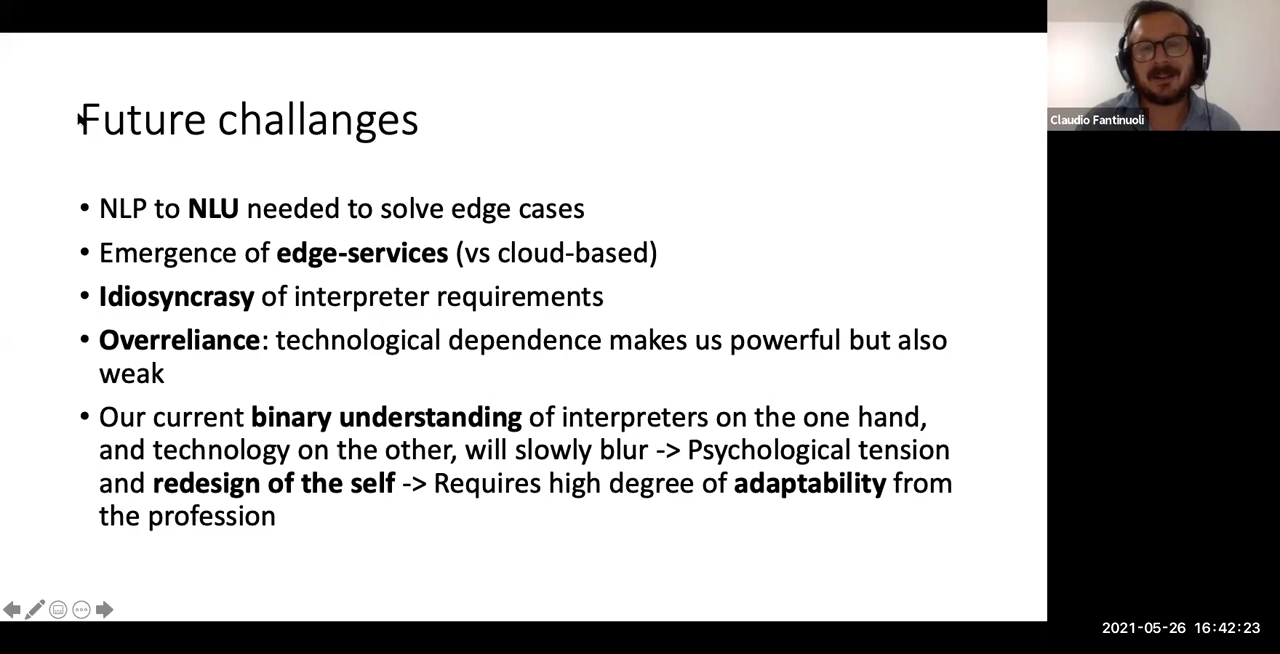 Future challanges
• NLP to NLU needed to solve edge cases
• Emergence of edge-services (vs cloud-based)
• Idiosyncrasy of interpreter requirements
• Overreliance: technological dependence makes us powerful but also
weak
• Our current binary understanding of interpreters on the one hand,
and technology on the other, will slowly blur -> Psychological tension
and redesign of the self -> Requires high degree of adaptability from
the profession
Claudio Fantinuoli
2021-05-26 16:42:23